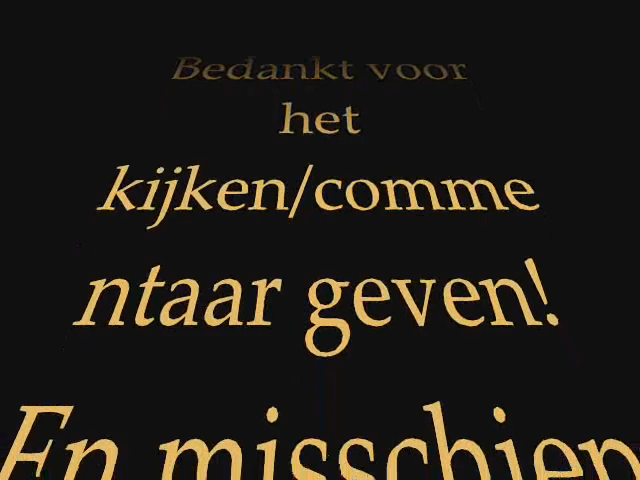 Bedankt voor
het
kijken/comme
ntaar geven!
En misschien